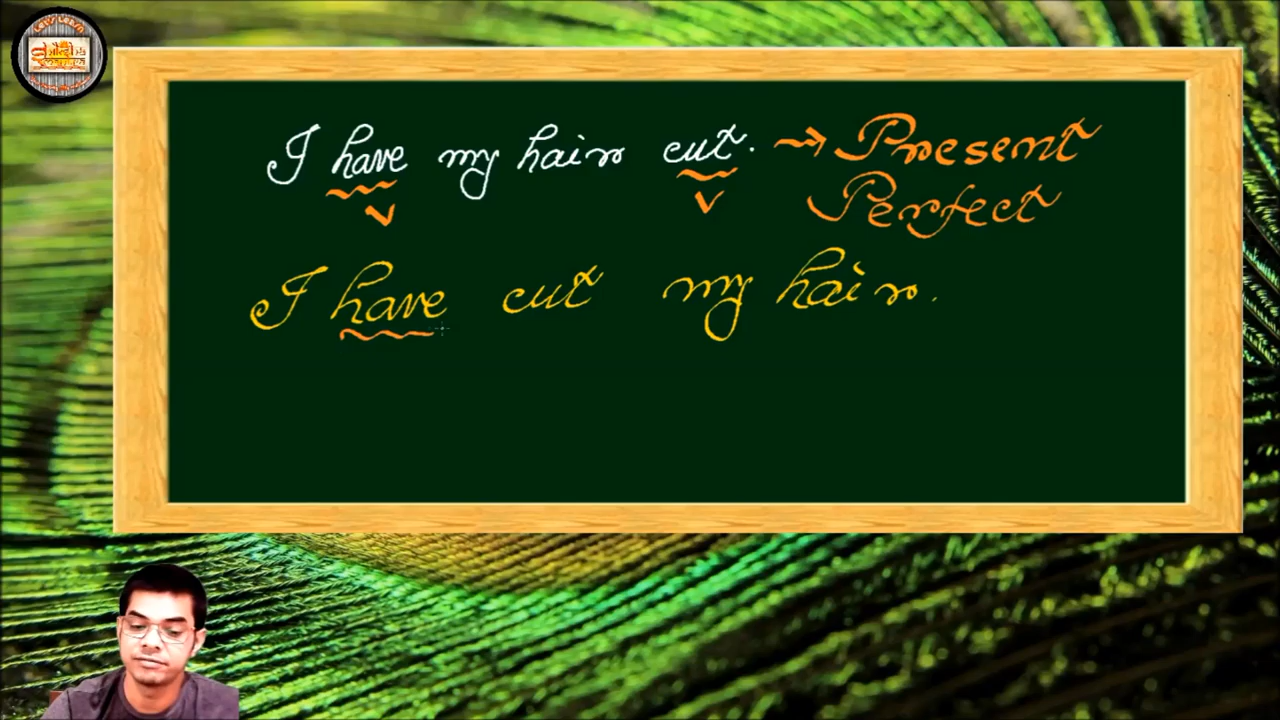 I have my hair cut. → Present
v v Perfect
I have cut my hair.